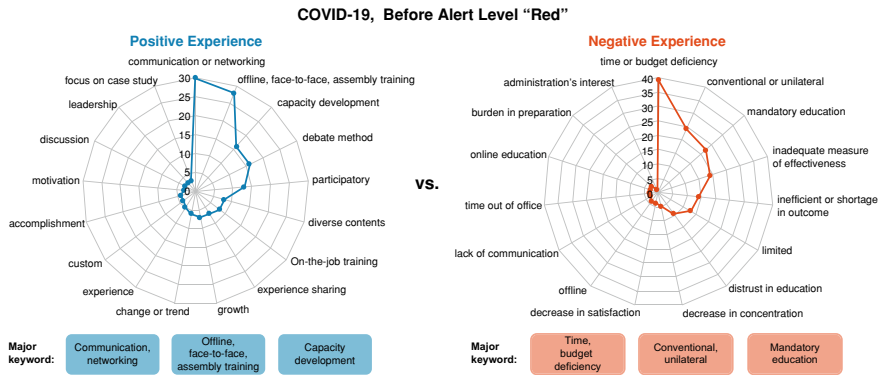 COVID-19, Before Alert Level “Red”
Positive Experience
communication or networking
offline, face-to-face, assembly training
capacity development
debate method
participatory
diverse contents
On-the-job training
experience sharing
growth
change or trend
experience
custom
accomplishment
motivation
discussion
leadership
focus on case study
30
25
20
15
10
5
0
Major
keyword:
Communication,
networking
Offline,
face-to-face,
assembly training
Capacity
development
vs.
Negative Experience
time or budget deficiency
conventional or unilateral
mandatory education
inadequate measure
of effectiveness
inefficient or shortage
in outcome
limited
distrust in education
decrease in concentration
decrease in satisfaction
offline
lack of communication
time out of office
online education
burden in preparation
administration’s interest
40
35
30
25
20
15
10
5
0
Major
keyword:
Time,
budget
deficiency
Conventional,
unilateral
Mandatory
education